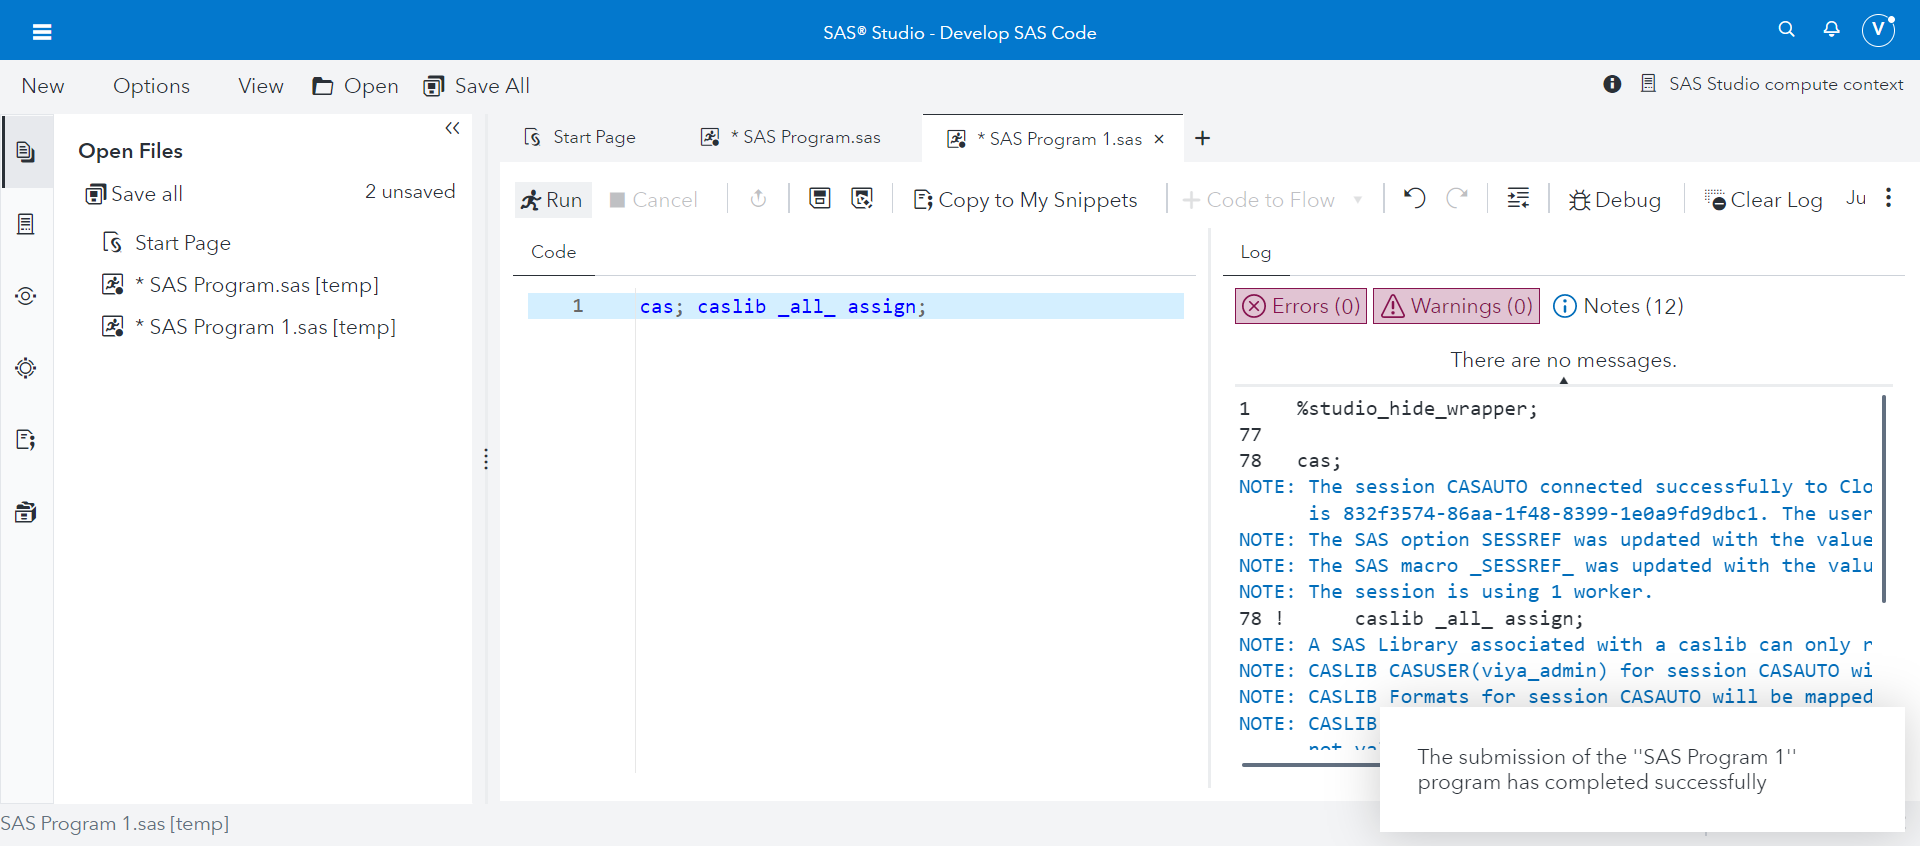 SAS® Studio - Develop SAS Code
V
New Options View Open Save All
SAS Studio compute context
Open Files
Save all 2 unsaved
Start Page
* SAS Program.sas [temp]
* SAS Program 1.sas [temp]
Start Page * SAS Program.sas * SAS Program 1.sas
Run Cancel Copy to My Snippets Code to Flow Debug Clear Log Ju
Code
1 cas; caslib _all_ assign;
Log
Errors (0) Warnings (0) Notes (12)
There are no messages.
1 %studio_hide_wrapper;
77
78 cas;
NOTE: The session CASAUTO connected successfully to Clo
is 832f3574-86aa-1f48-8399-1e0a9fd9dbc1. The user
NOTE: The SAS option SESSREF was updated with the value
NOTE: The SAS macro _SESSREF_ was updated with the valu
NOTE: The session is using 1 worker.
78 ! caslib _all_ assign;
NOTE: A SAS Library associated with a caslib can only r
NOTE: CASLIB CASUSER(viya_admin) for session CASAUTO wi
NOTE: CASLIB Formats for session CASAUTO will be mapped
NOTE: CASLIB
The submission of the ''SAS Program 1''
program has completed successfully
SAS Program 1.sas [temp]